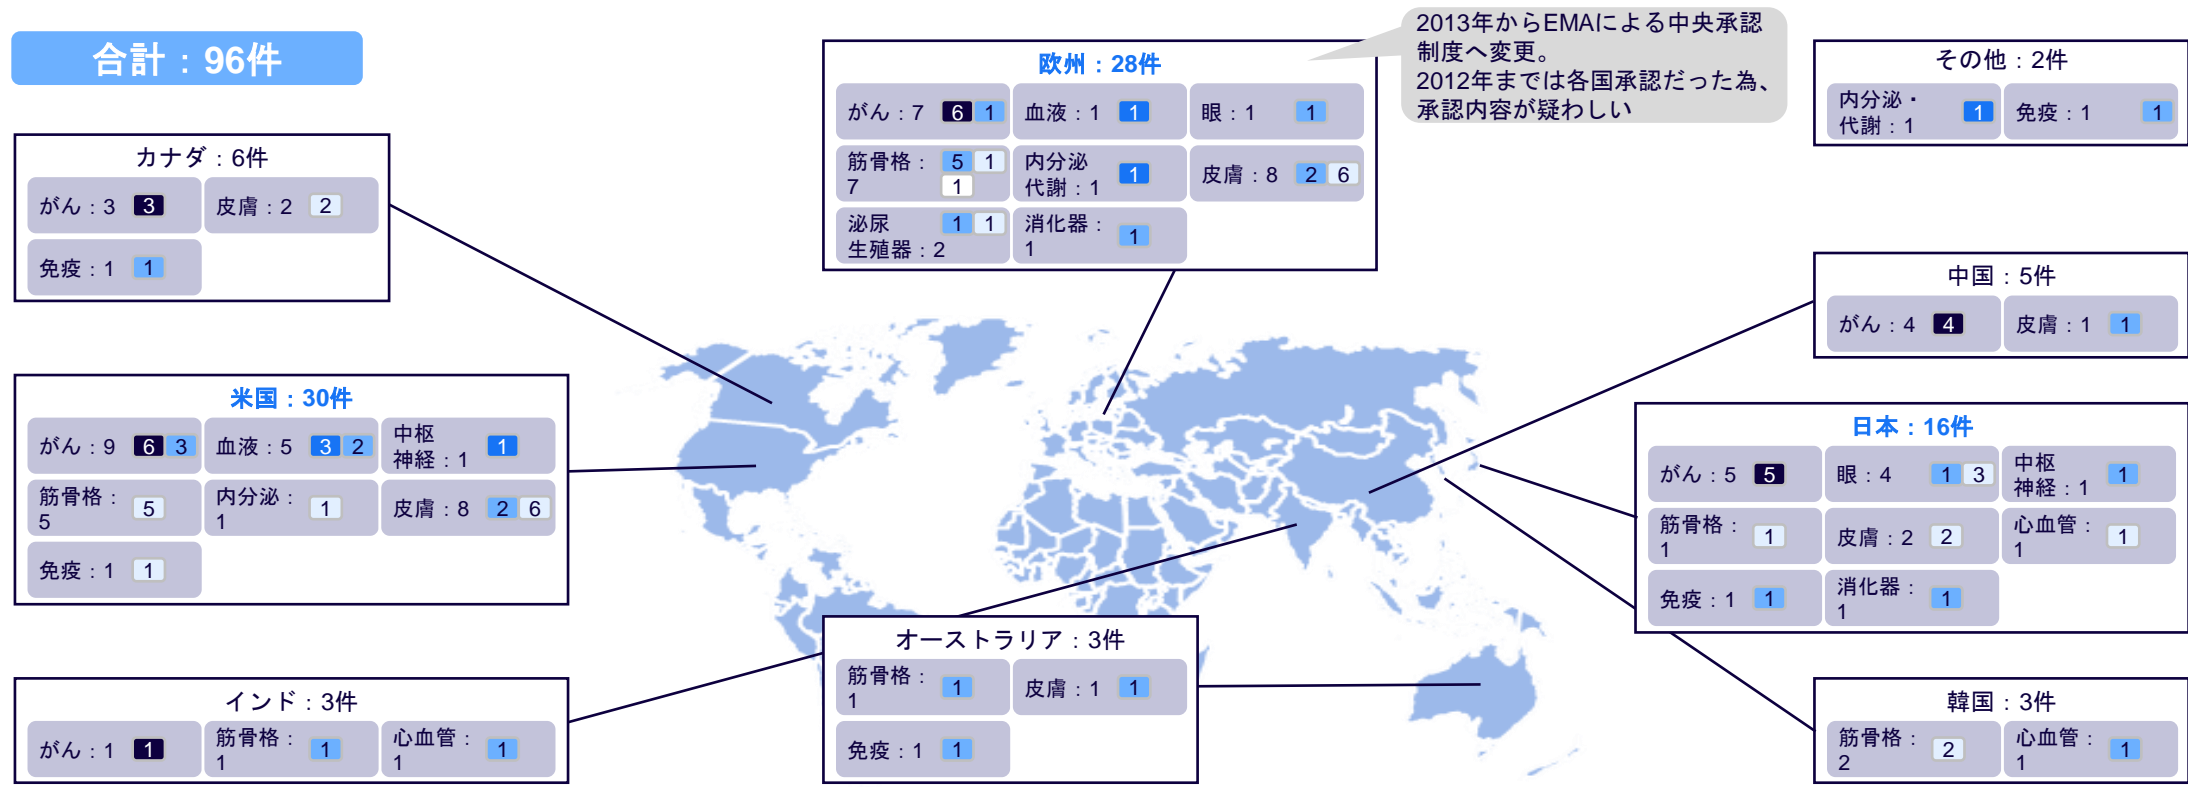 合計：96件
2013年からEMAによる中央承認
制度へ変更。
2012年までは各国承認だった為、
承認内容が疑わしい
欧州：28件
がん：7 6 1
血液：1 1
眼：1 1
筋骨格：
7
5 1
1
内分泌
代謝：1
1
皮膚：8 2 6
泌尿
生殖器：2
1 1
消化器：
1
1
その他：2件
内分泌・
代謝：1
1
免疫：1 1
カナダ：6件
がん：3 3
皮膚：2 2
免疫：1 1
中国：5件
がん：4 4
皮膚：1 1
米国：30件
がん：9 6 3
血液：5 3 2
中枢
神経：1
1
筋骨格：
5
5
内分泌：
1
1
皮膚：8 2 6
免疫：1 1
日本：16件
がん：5 5
眼：4 1 3
中枢
神経：1
1
筋骨格：
1
1
皮膚：2 2
心血管：
1
1
免疫：1 1
消化器：
1
1
オーストラリア：3件
筋骨格：
1
1
皮膚：1 1
免疫：1 1
インド：3件
がん：1 1
筋骨格：
1
1
心血管：
1
1
韓国：3件
筋骨格：
2
2
心血管：
1
1